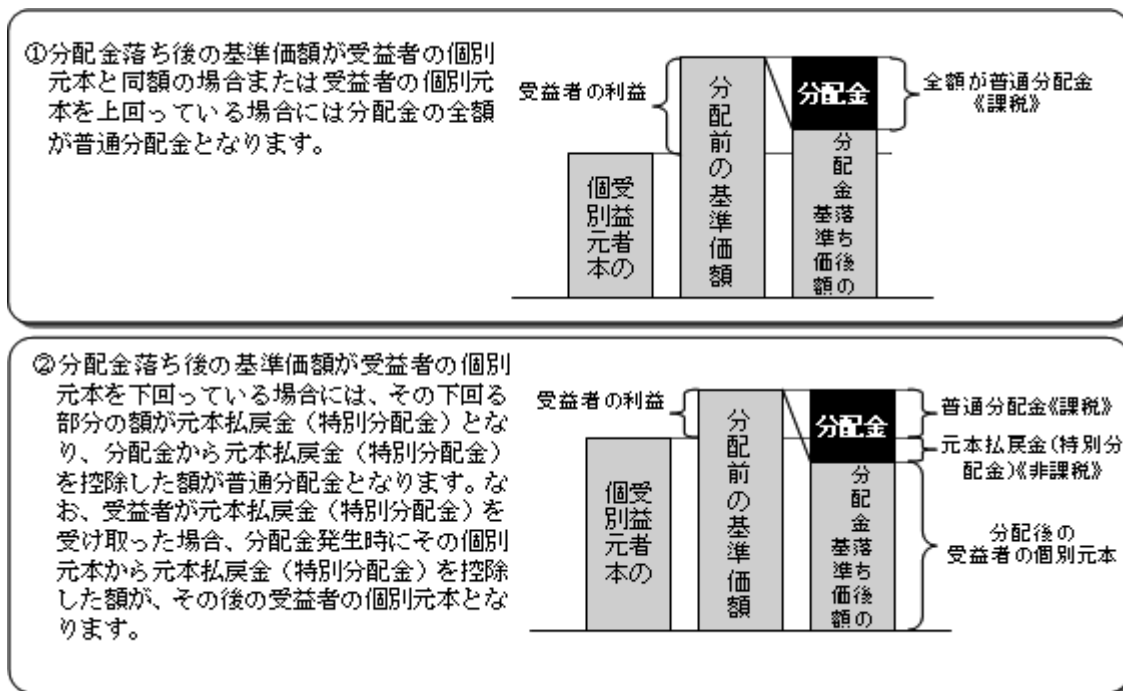 ①分配金落ち後の基準価額が受益者の個別
元本と同額の場合または受益者の個別元
本を上回っている場合には分配金の全額
が普通分配金となります。
受益者の利益
受益者の
個別元本
分配前の基準価額
分配金
分配金落ち後の
基準価額
全額が普通分配金
《課税》
②分配金落ち後の基準価額が受益者の個別
元本を下回っている場合には、その下回る
部分の額が元本払戻金（特別分配金）とな
り、分配金から元本払戻金（特別分配金）
を控除した額が普通分配金となります。な
お、受益者が元本払戻金（特別分配金）を
受け取った場合、分配金発生時にその個別
元本から元本払戻金（特別分配金）を控除
した額が、その後の受益者の個別元本とな
ります。
受益者の利益
受益者の
個別元本
分配前の基準価額
分配金
分配金落ち後の
基準価額
普通分配金《課税》
元本払戻金(特別分
配金)《非課税》
分配後の
受益者の個別元本